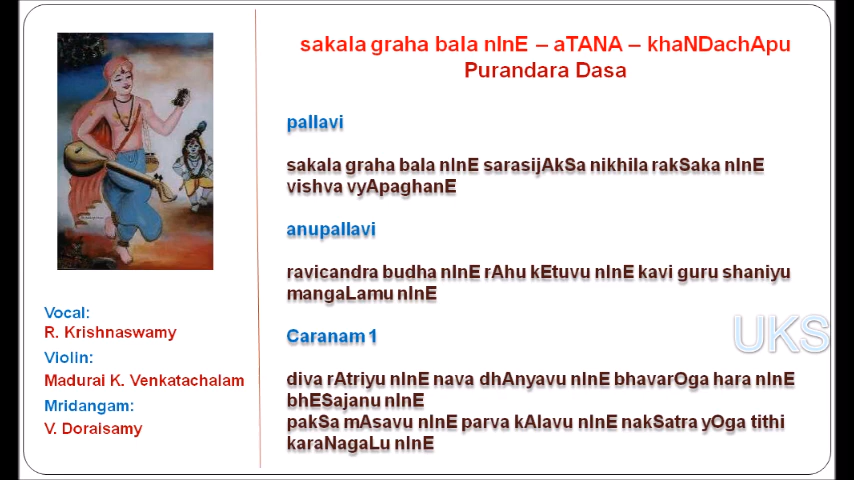 sakala graha bala nInE – aTANA – khaNDachApu
Purandara Dasa
pallavi
sakala graha bala nInE sarasijAkSa nikhila rakSaka nInE
vishva vyApaghanE
anupallavi
ravicandra budha nInE rAhu kEtuvu nInE kavi guru shaniyu
mangaLamu nInE
Caranam 1
diva rAtriyu nInE nava dhAnyavu nInE bhavarOga hara nInE
bhESajanu nInE
pakSa mAsavu nInE parva kAlavu nInE nakSatra yOga tithi
karaNagaLu nInE
Vocal:
R. Krishnaswamy
Violin:
Madurai K. Venkatachalam
Mridangam:
V. Doraisamy
UKS